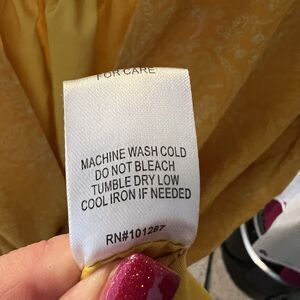 FOR CARE
MACHINE WASH COLD
DO NOT BLEACH
TUMBLE DRY LOW
COOL IRON IF NEEDED
RN#101287